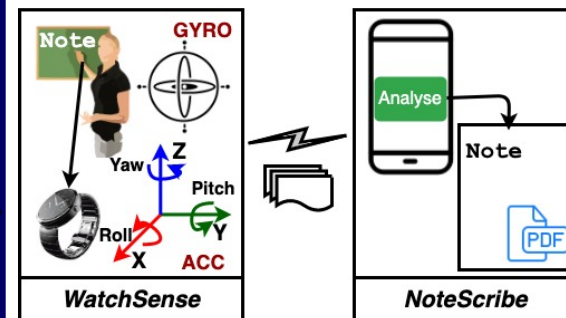 Note
GYRO
Z
Yaw
Pitch
Roll
Y
X
ACC
WatchSense
Analyse
Note
PDF
NoteScribe